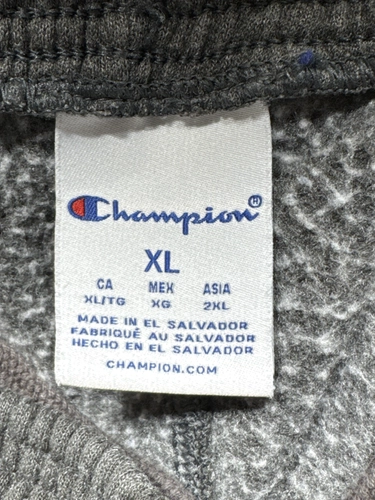 Champion®
XL
CA MEX ASIA
XL/TG XG 2XL
MADE IN EL SALVADOR
FABRIQUÉ AU SALVADOR
HECHO EN EL SALVADOR
CHAMPION.COM